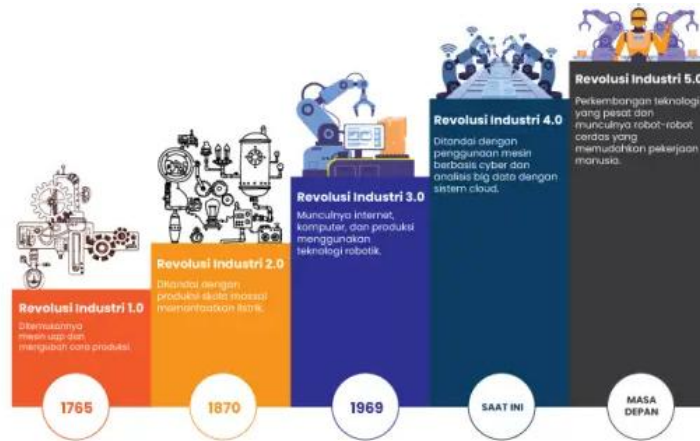 Revolusi Industri 1.0
Ditemukannya
mesin uap dan
mengubah cara produksi.
1765
Revolusi Industri 2.0
Ditandai dengan
produksi skala massal
memanfaatkan listrik.
1870
Revolusi Industri 3.0
Munculnya internet,
komputer, dan produksi
menggunakan
teknologi robotik.
1969
Revolusi Industri 4.0
Ditandai dengan
penggunaan mesin
berbasis cyber dan
analisis big data dengan
sistem cloud.
SAAT INI
Revolusi Industri 5.0
Perkembangan teknologi
yang pesat dan
munculnya robot-robot
cerdas yang
memudahkan pekerjaan
manusia.
MASA
DEPAN